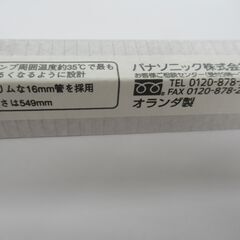 ンプ周囲温度約35℃で最も
るくなるように設計
リムな16mm管を採用
さは549mm
パナソニック株式会
お客様ご相談センター
TEL 0120-878-
FAX 0120-878-2
オランダ製